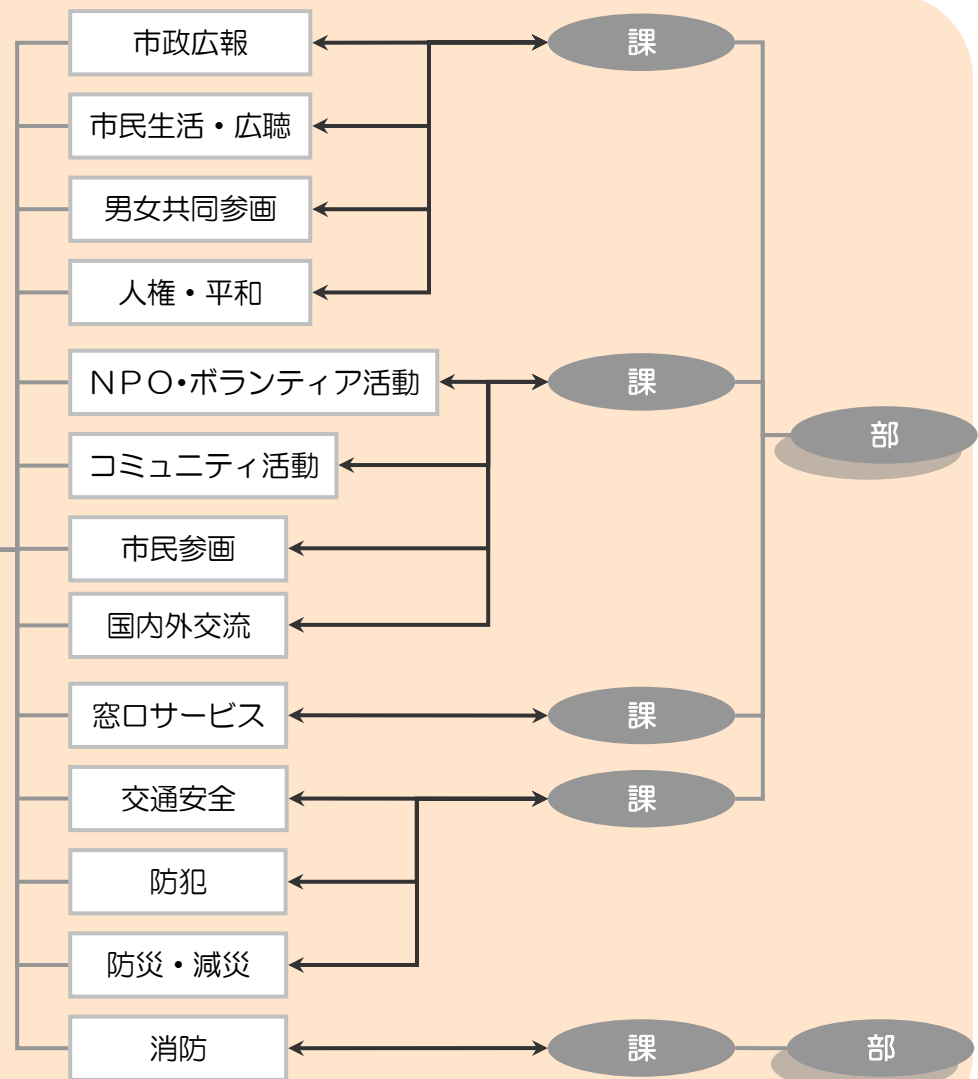 市政広報
課
市民生活・広聴
男女共同参画
人権・平和
ＮＰＯ・ボランティア活動
課
部
コミュニティ活動
市民参画
国内外交流
窓口サービス
課
交通安全
課
防犯
防災・減災
消防
課
部